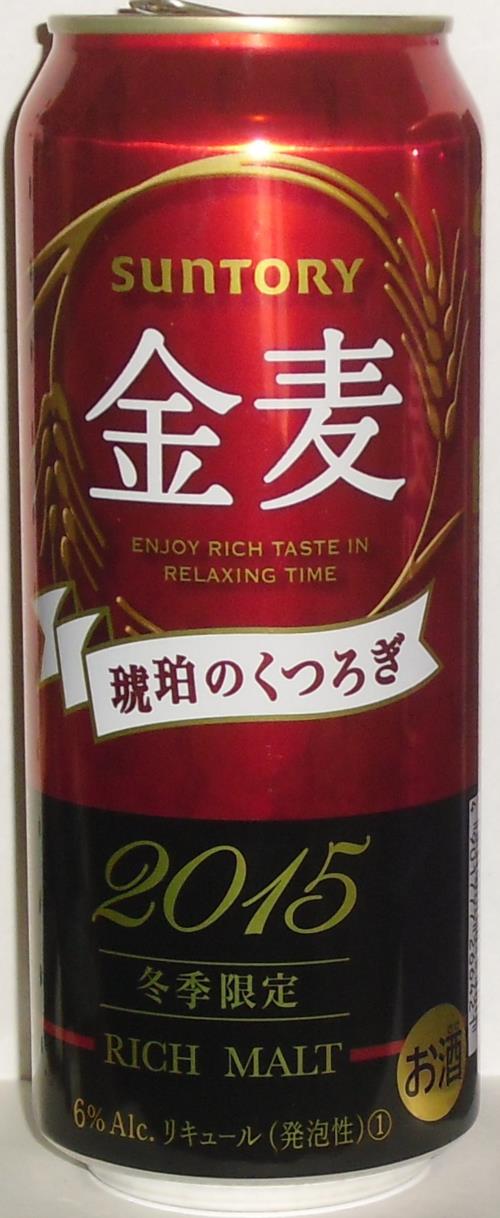 SUNTORY
金麦
ENJOY RICH TASTE IN
RELAXING TIME
琥珀のくつろぎ
2015
冬季限定
RICH MALT
お酒
6% Alc. リキュール(発泡性)①